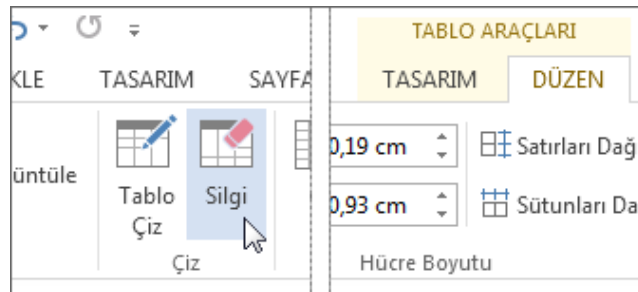 TABLO ARAÇLARI
KLE TASARIM SAYFA TASARIM DÜZEN
üntüle
Tablo Çiz
Silgi
Çiz
0,19 cm Satırları Dağ
0,93 cm Sütunları Da
Hücre Boyutu